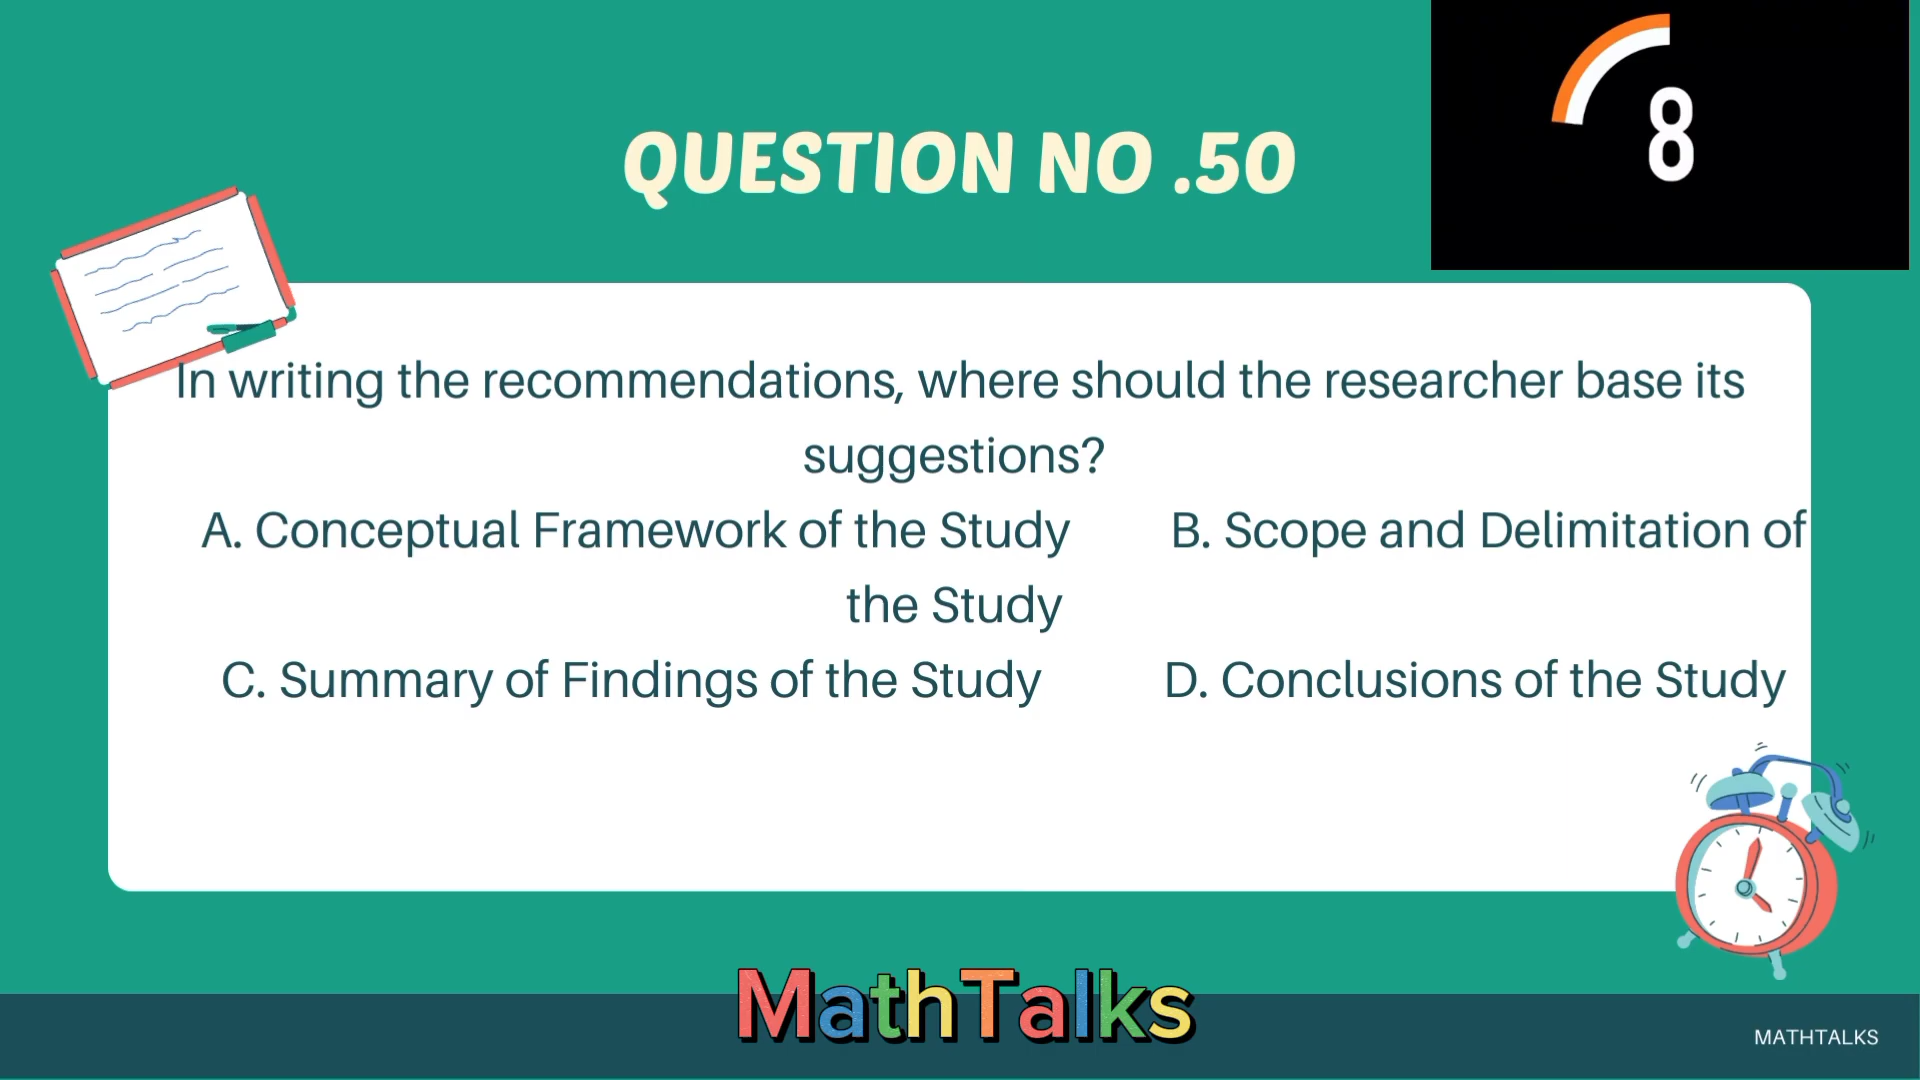 8
QUESTION NO .50
In writing the recommendations, where should the researcher base its
suggestions?
A. Conceptual Framework of the Study B. Scope and Delimitation of
the Study
C. Summary of Findings of the Study D. Conclusions of the Study
MathTalks
MATHTALKS